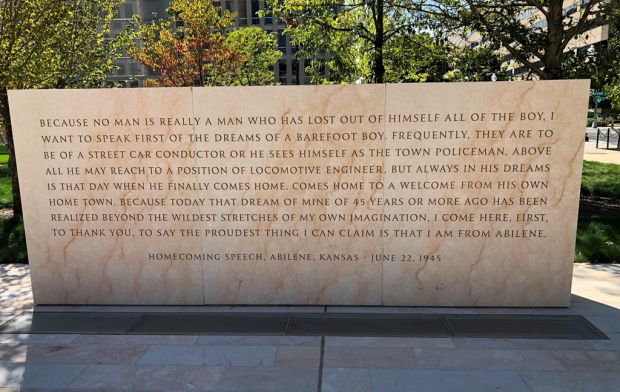 BECAUSE NO MAN IS REALLY A MAN WHO HAS LOST OUT OF HIMSELF ALL OF THE BOY, I
WANT TO SPEAK FIRST OF THE DREAMS OF A BAREFOOT BOY. FREQUENTLY, THEY ARE TO
BE OF A STREET CAR CONDUCTOR OR HE SEES HIMSELF AS THE TOWN POLICEMAN, ABOVE
ALL HE MAY REACH TO A POSITION OF LOCOMOTIVE ENGINEER, BUT ALWAYS IN HIS DREAMS
IS THAT DAY WHEN HE FINALLY COMES HOME. COMES HOME TO A WELCOME FROM HIS OWN
HOME TOWN. BECAUSE TODAY THAT DREAM OF MINE OF 45 YEARS OR MORE AGO HAS BEEN
REALIZED BEYOND THE WILDEST STRETCHES OF MY OWN IMAGINATION, I COME HERE, FIRST,
TO THANK YOU, TO SAY THE PROUDEST THING I CAN CLAIM IS THAT I AM FROM ABILENE.
HOMECOMING SPEECH, ABILENE, KANSAS · JUNE 22, 1945